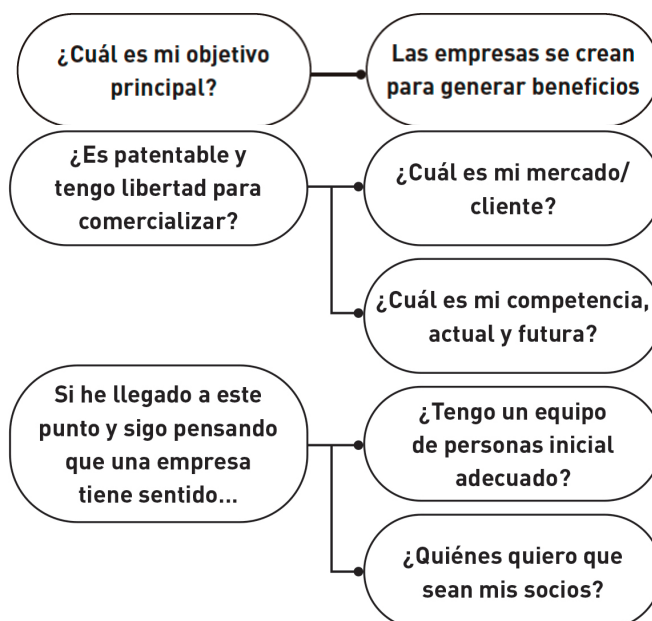 ¿Cuál es mi objetivo
principal?
Las empresas se crean
para generar beneficios
¿Es patentable y
tengo libertad para
comercializar?
¿Cuál es mi mercado/
cliente?
¿Cuál es mi competencia,
actual y futura?
Si he llegado a este
punto y sigo pensando
que una empresa
tiene sentido...
¿Tengo un equipo
de personas inicial
adecuado?
¿Quiénes quiero que
sean mis socios?